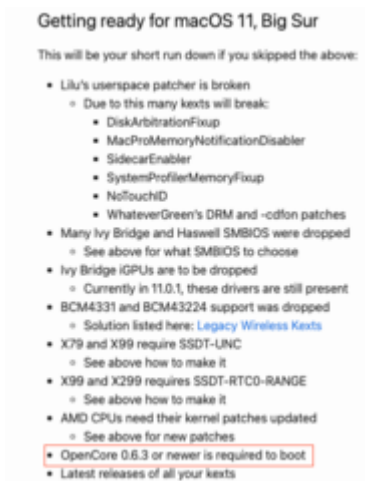 Getting ready for macOS 11, Big Sur
This will be your short run down if you skipped the above:
Lilu's userspace patcher is broken
Due to this many kexts will break:
DiskArbitrationFixup
MacProMemoryNotificationDisabler
SidecarEnabler
SystemProfilerMemoryFixup
NoTouchID
WhateverGreen's DRM and -cdfon patches
Many Ivy Bridge and Haswell SMBIOS were dropped
See above for what SMBIOS to choose
Ivy Bridge iGPUs are to be dropped
Currently in 11.0.1, these drivers are still present
BCM4331 and BCM43224 support was dropped
Solution listed here: Legacy Wireless Kexts
X79 and X99 require SSDT-UNC
See above how to make it
X99 and X299 requires SSDT-RTC0-RANGE
See above how to make it
AMD CPUs need their kernel patches updated
See above for new patches
OpenCore 0.6.3 or newer is required to boot
Latest releases of all your kexts